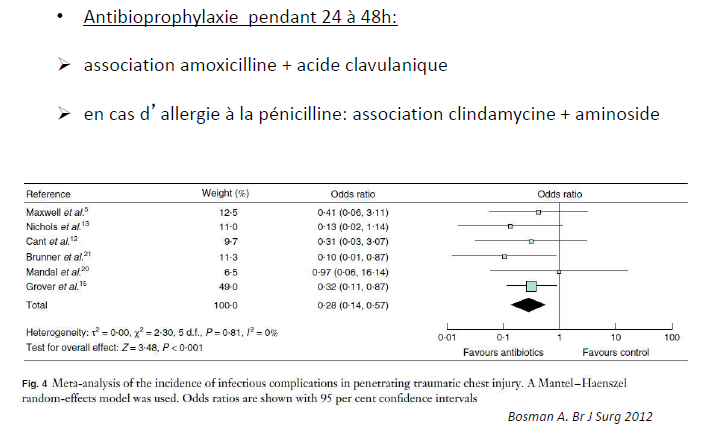 • Antibioprophylaxie pendant 24 à 48h:
➢ association amoxicilline + acide clavulanique
➢ en cas d’allergie à la pénicilline: association clindamycine + aminoside
Reference Weight (%) Odds ratio Odds ratio
Maxwell et al.5 12·5 0·41 (0·06, 3·11)
Nichols et al.13 11·0 0·13 (0·02, 1·14)
Cant et al.12 9·7 0·31 (0·03, 3·07)
Brunner et al.21 11·3 0·10 (0·01, 0·87)
Mandal et al.20 6·5 0·97 (0·06, 16·14)
Grover et al.15 49·0 0·32 (0·11, 0·87)
Total 100·0 0·28 (0·14, 0·57)
Heterogeneity: τ² = 0·00, χ² = 2·30, 5 d.f., P = 0·81, I² = 0%
Test for overall effect: Z = 3·48, P < 0·001
0·01 0·1 1 10 100
Favours antibiotics Favours control
Fig. 4 Meta-analysis of the incidence of infectious complications in penetrating traumatic chest injury. A Mantel–Haenszel
random-effects model was used. Odds ratios are shown with 95 per cent confidence intervals
Bosman A. Br J Surg 2012